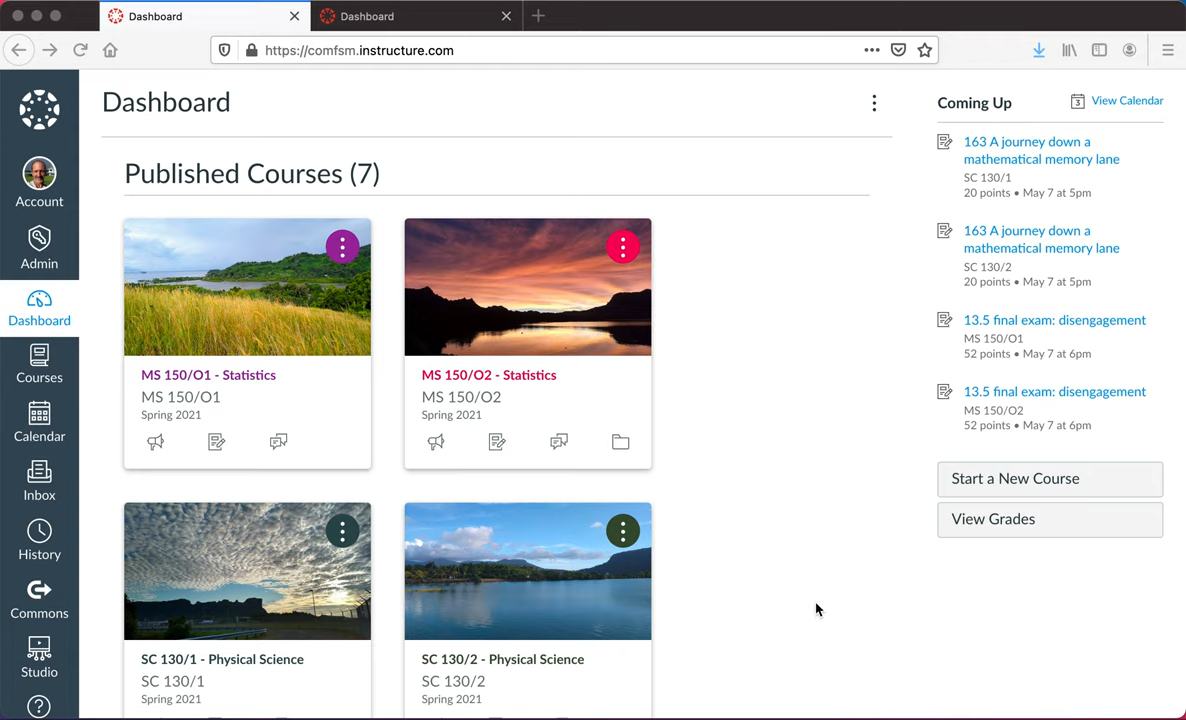 Dashboard
Dashboard
https://comfsm.instructure.com
Account
Admin
Dashboard
Courses
Calendar
Inbox
History
Commons
Studio
Dashboard
Published Courses (7)
MS 150/O1 - Statistics
MS 150/O1
Spring 2021
MS 150/O2 - Statistics
MS 150/O2
Spring 2021
SC 130/1 - Physical Science
SC 130/1
Spring 2021
SC 130/2 - Physical Science
SC 130/2
Spring 2021
Coming Up
3
View Calendar
163 A journey down a
mathematical memory lane
SC 130/1
20 points • May 7 at 5pm
163 A journey down a
mathematical memory lane
SC 130/2
20 points • May 7 at 5pm
13.5 final exam: disengagement
MS 150/O1
52 points • May 7 at 6pm
13.5 final exam: disengagement
MS 150/O2
52 points • May 7 at 6pm
Start a New Course
View Grades